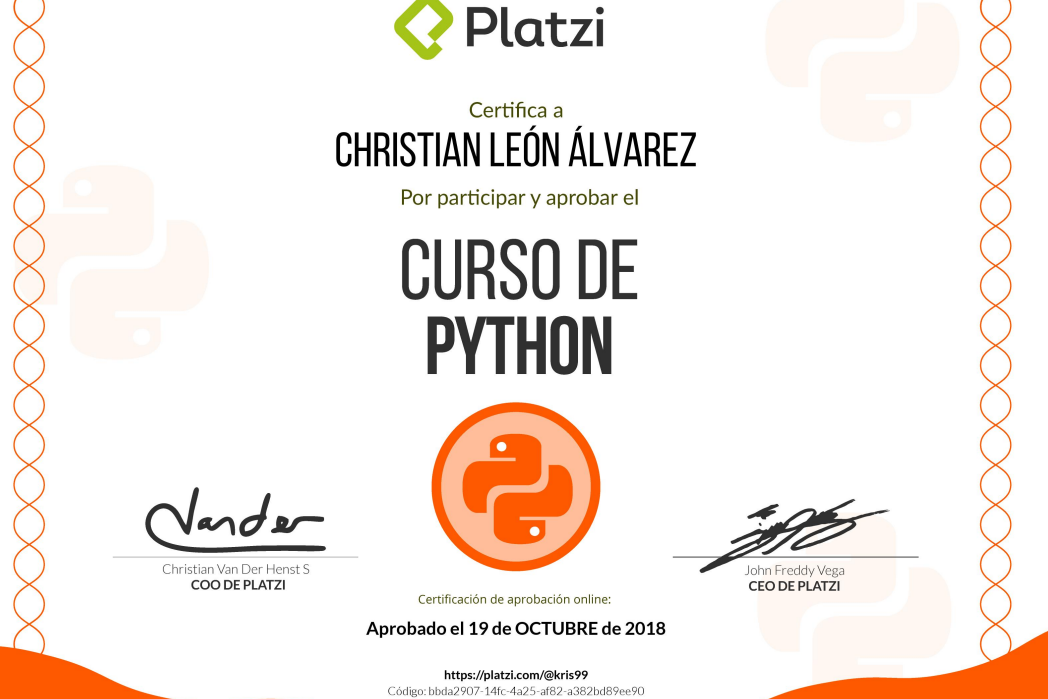 Platzi
Certifica a
CHRISTIAN LEÓN ÁLVAREZ
Por participar y aprobar el
CURSO DE
PYTHON
Vander
Christian Van Der Henst S
COO DE PLATZI
John Freddy Vega
CEO DE PLATZI
Certificación de aprobación online:
Aprobado el 19 de OCTUBRE de 2018
https://platzi.com/@kris99
Código: bbda2907-14fc-4a25-af82-a382bd89ee90